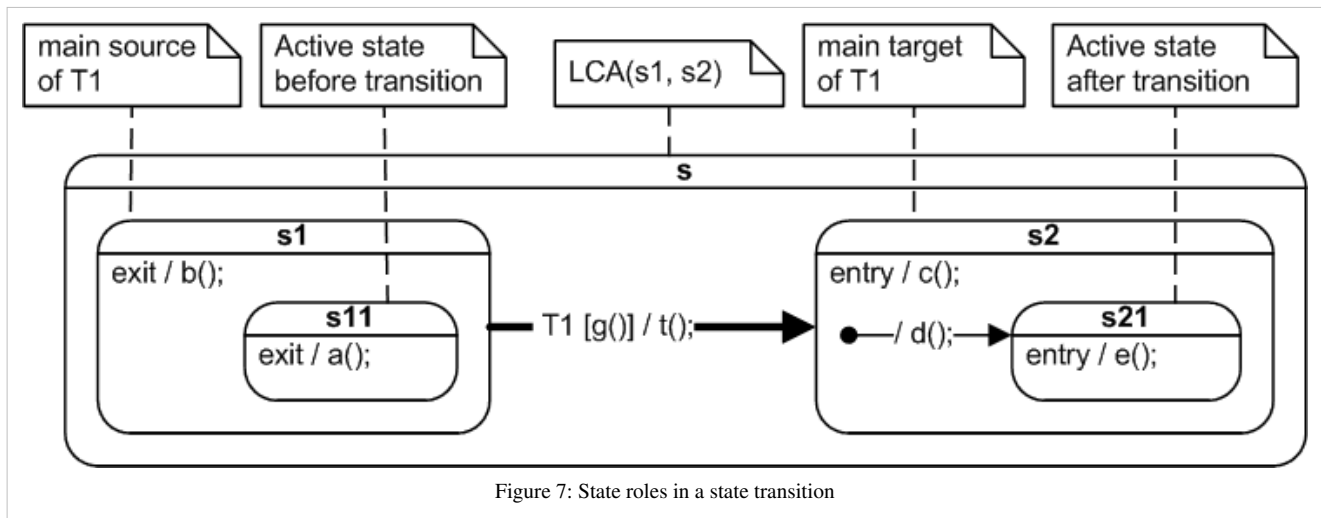 main source
of T1
Active state
before transition
LCA(s1, s2)
main target
of T1
Active state
after transition
s
s1
exit / b();
s11
exit / a();
T1 [g()] / t();
s2
entry / c();
/ d();
s21
entry / e();
Figure 7: State roles in a state transition